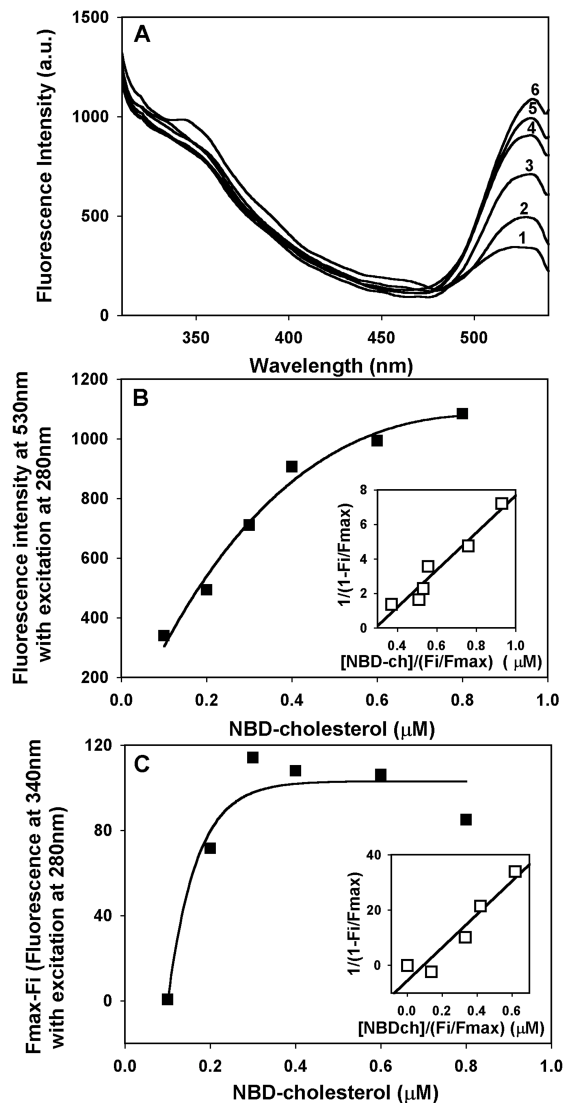 A
Fluorescence Intensity (a.u.)
1500
1000
500
0
6
5
4
3
2
1
350 400 450 500
Wavelength (nm)
B
Fluorescence intensity at 530nm
with excitation at 280nm
1200
1000
800
600
400
200
0.0 0.2 0.4 0.6 0.8 1.0
NBD-cholesterol (μM)
1/(1-Fi/Fmax)
8
6
4
2
0
0.4 0.6 0.8 1.0
[NBD-ch]/(Fi/Fmax) ( μM)
C
Fmax-Fi (Fluorescence at 340nm
with excitation at 280nm)
120
80
40
0
0.0 0.2 0.4 0.6 0.8 1.0
NBD-cholesterol (μM)
1/(1-Fi/Fmax)
40
20
0
0.0 0.2 0.4 0.6
[NBDch]/(Fi/Fmax) (μM)